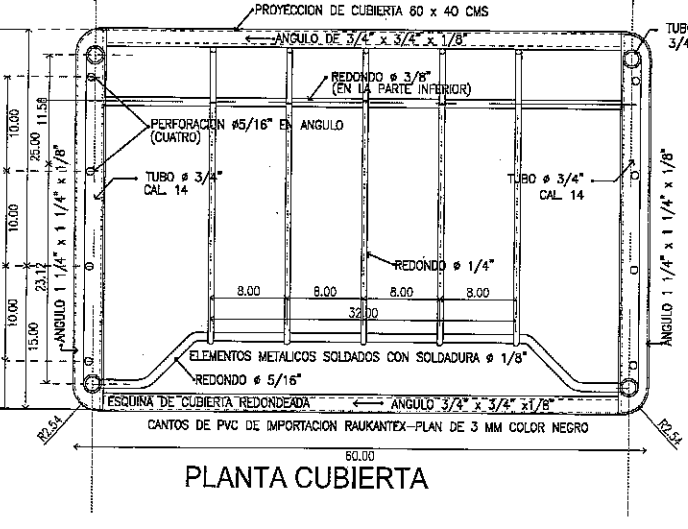 PROYECCION DE CUBIERTA 60 x 40 CMS
ANGULO DE 3/4" x 3/4" x 1/8"
TUBO
3/4
REDONDO ø 3/8"
(EN LA PARTE INFERIOR)
PERFORACION ø5/16" EN ANGULO
(CUATRO)
TUBO ø 3/4"
CAL. 14
TUBO ø 3/4"
CAL. 14
10.00
11.58
25.00
10.00
23.12
10.00
15.00
ANGULO 1 1/4" x 1 1/4" x 1/8"
ANGULO 1 1/4" x 1 1/4" x 1/8"
REDONDO ø 1/4"
8.00
8.00
8.00
8.00
32.00
ELEMENTOS METALICOS SOLDADOS CON SOLDADURA ø 1/8"
REDONDO ø 5/16"
ESQUINA DE CUBIERTA REDONDEADA
ANGULO 3/4" x 3/4" x1/8"
CANTOS DE PVC DE IMPORTACION RAUKANTEX-PLAN DE 3 MM COLOR NEGRO
R2.54
R2.54
60.00
PLANTA CUBIERTA